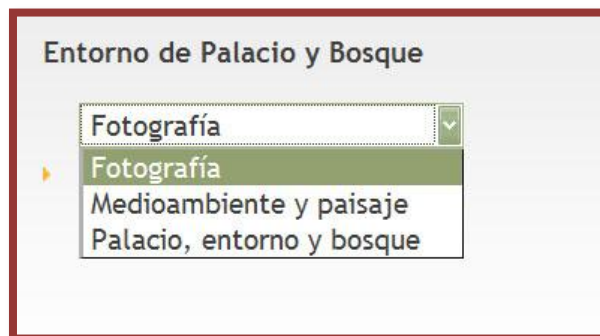 Entorno de Palacio y Bosque
Fotografía
Fotografía
Medioambiente y paisaje
Palacio, entorno y bosque